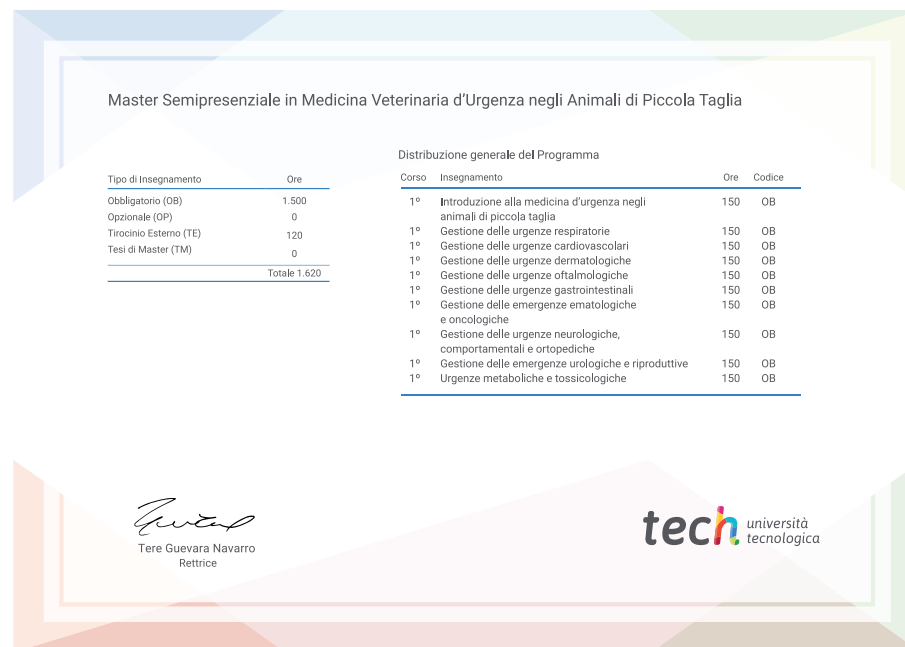 Master Semipresenziale in Medicina Veterinaria d'Urgenza negli Animali di Piccola Taglia
Tipo di Insegnamento Ore
Obbligatorio (OB) 1.500
Opzionale (OP) 0
Tirocinio Esterno (TE) 120
Tesi di Master (TM) 0
Totale 1.620
Distribuzione generale del Programma
Corso Insegnamento Ore Codice
1º Introduzione alla medicina d'urgenza negli 150 OB
animali di piccola taglia
1º Gestione delle urgenze respiratorie 150 OB
1º Gestione delle urgenze cardiovascolari 150 OB
1º Gestione delle urgenze dermatologiche 150 OB
1º Gestione delle urgenze oftalmologiche 150 OB
1º Gestione delle urgenze gastrointestinali 150 OB
1º Gestione delle emergenze ematologiche 150 OB
e oncologiche
1º Gestione delle urgenze neurologiche, 150 OB
comportamentali e ortopediche
1º Gestione delle emergenze urologiche e riproduttive 150 OB
1º Urgenze metaboliche e tossicologiche 150 OB
Tere Guevara Navarro
Rettrice
tech università
tecnologica